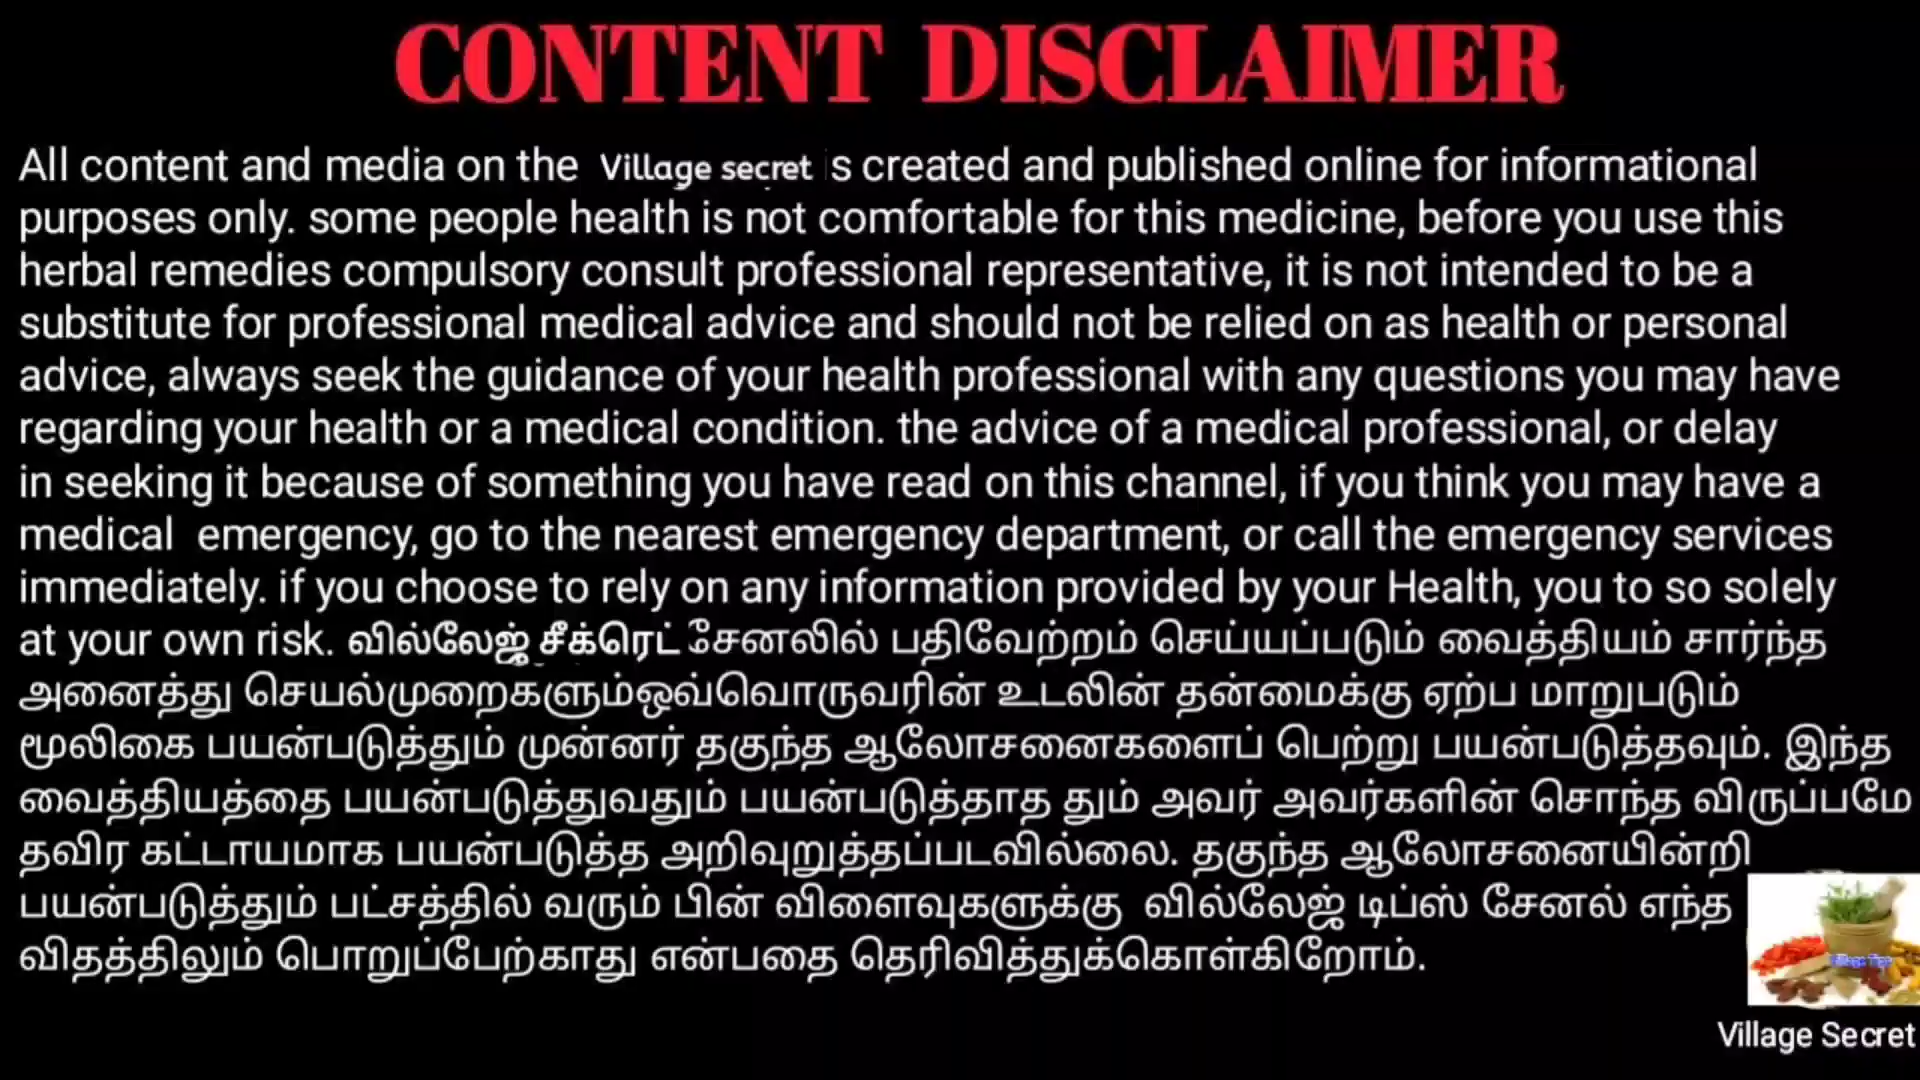 CONTENT DISCLAIMER
All content and media on the Village secret is created and published online for informational
purposes only. some people health is not comfortable for this medicine, before you use this
herbal remedies compulsory consult professional representative, it is not intended to be a
substitute for professional medical advice and should not be relied on as health or personal
advice, always seek the guidance of your health professional with any questions you may have
regarding your health or a medical condition. the advice of a medical professional, or delay
in seeking it because of something you have read on this channel, if you think you may have a
medical emergency, go to the nearest emergency department, or call the emergency services
immediately. if you choose to rely on any information provided by your Health, you to so solely
at your own risk. வில்லேஜ் சீக்ரெட் சேனலில் பதிவேற்றம் செய்யப்படும் வைத்தியம் சார்ந்த
அனைத்து செயல்முறைகளும்ஒவ்வொருவரின் உடலின் தன்மைக்கு ஏற்ப மாறுபடும்
மூலிகை பயன்படுத்தும் முன்னர் தகுந்த ஆலோசனைகளைப் பெற்று பயன்படுத்தவும். இந்த
வைத்தியத்தை பயன்படுத்துவதும் பயன்படுத்தாத தும் அவர் அவர்களின் சொந்த விருப்பமே
தவிர கட்டாயமாக பயன்படுத்த அறிவுறுத்தப்படவில்லை. தகுந்த ஆலோசனையின்றி
பயன்படுத்தும் பட்சத்தில் வரும் பின் விளைவுகளுக்கு வில்லேஜ் டிப்ஸ் சேனல் எந்த
விதத்திலும் பொறுப்பேற்காது என்பதை தெரிவித்துக்கொள்கிறோம்.
Village Tips
Village Secret